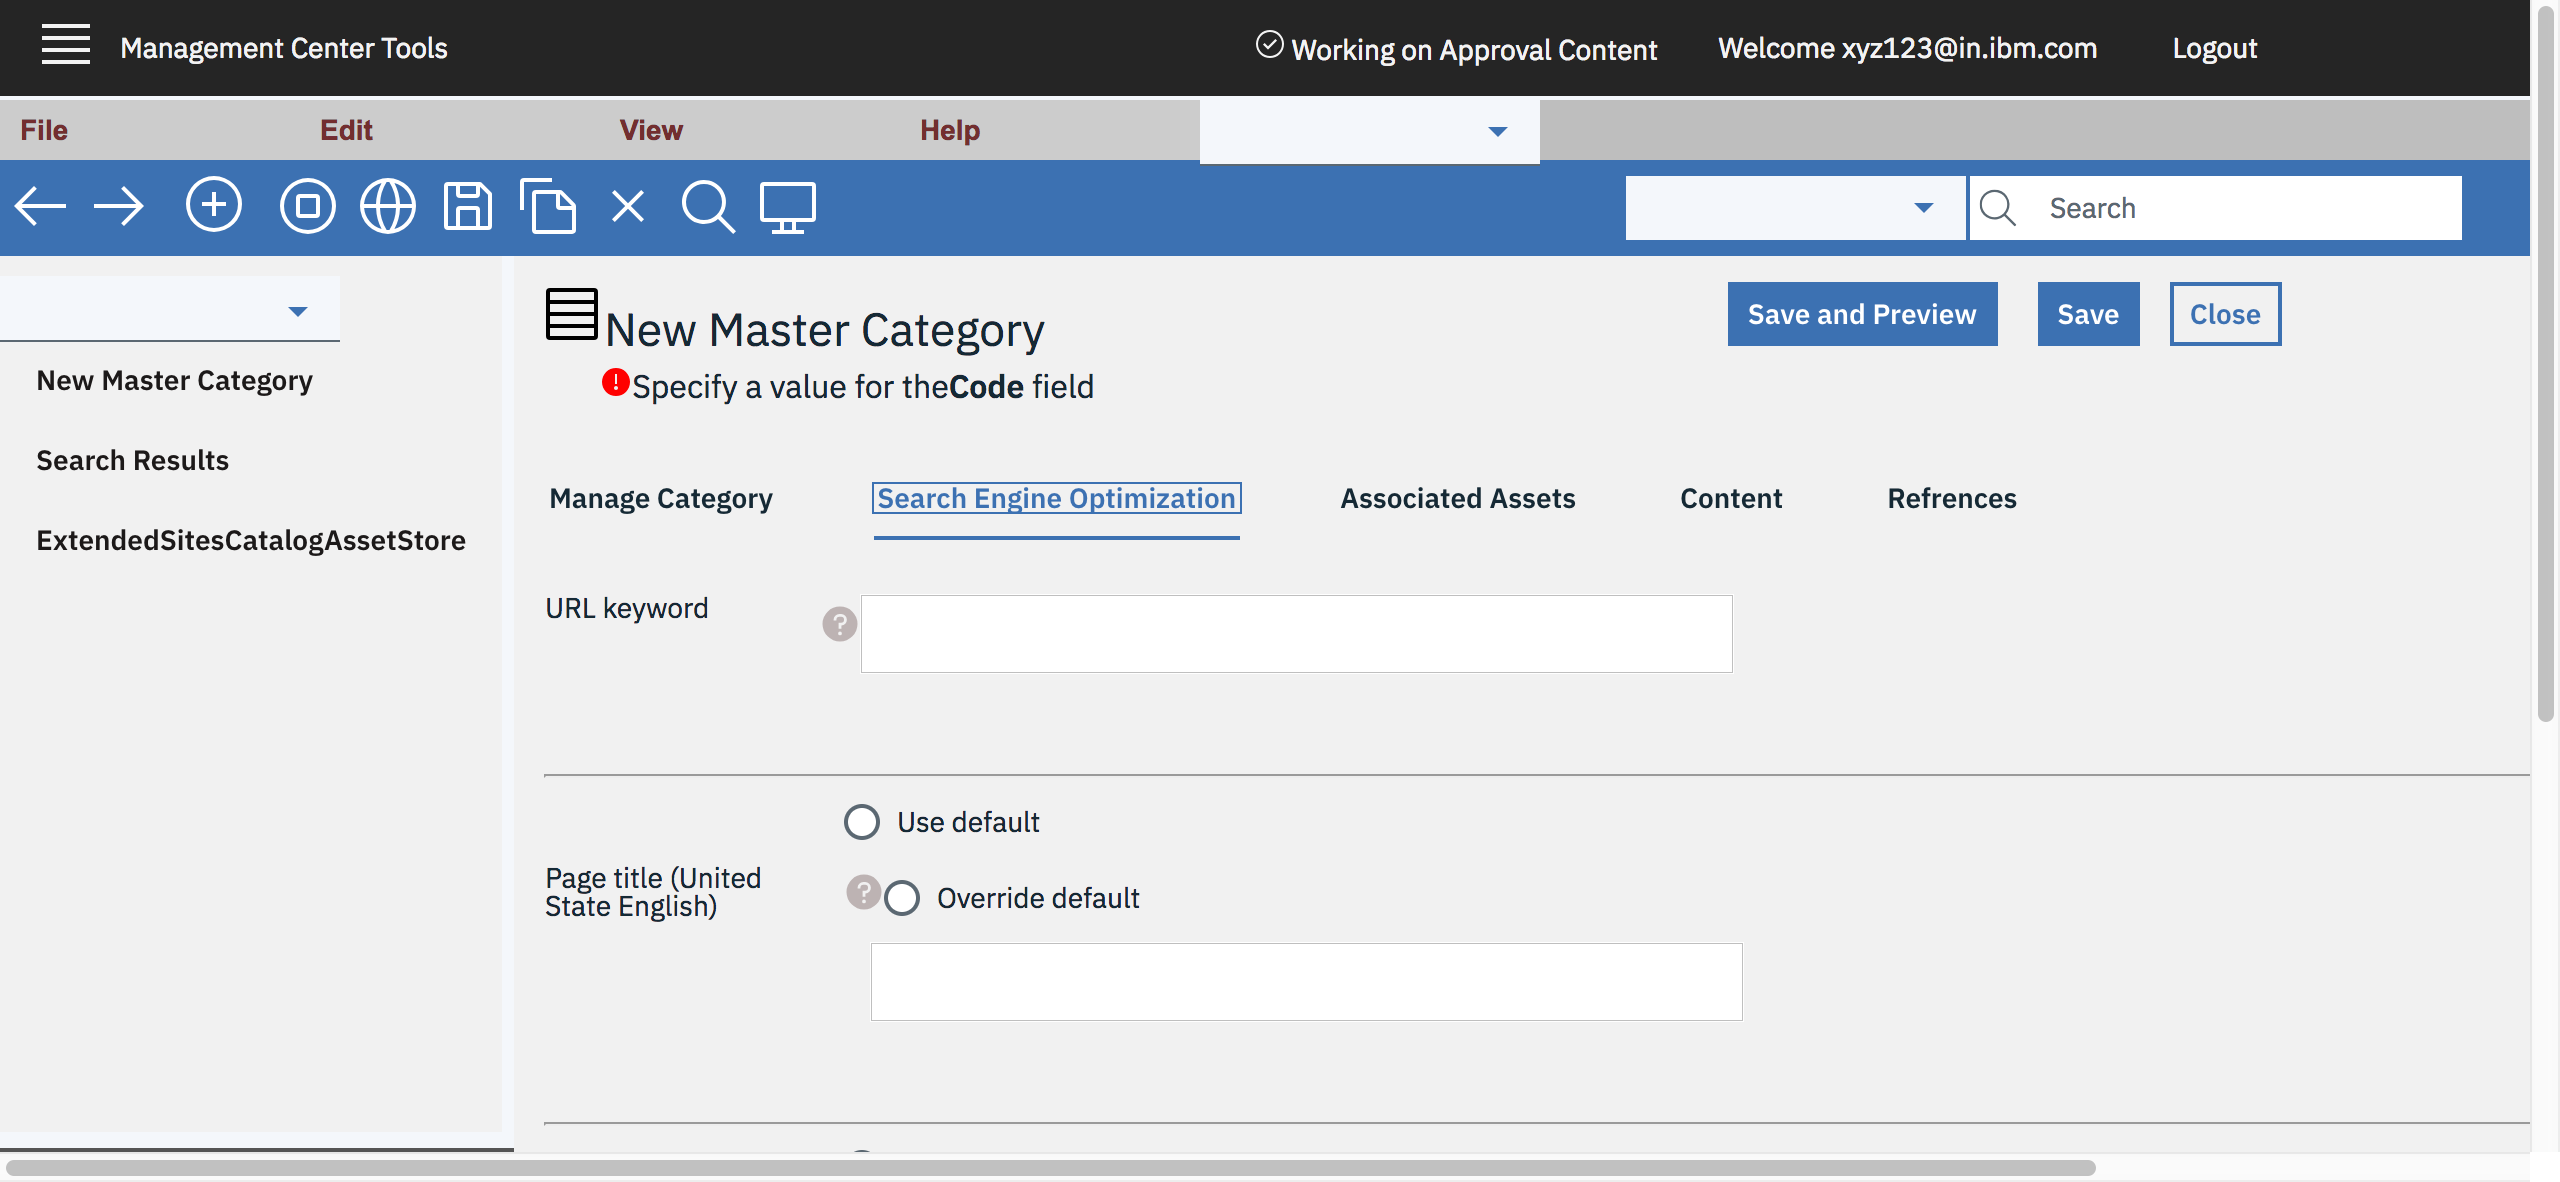 Management Center Tools
Working on Approval Content
Welcome xyz123@in.ibm.com
Logout
File
Edit
View
Help
Search
New Master Category
Save and Preview
Save
Close
Specify a value for theCode field
New Master Category
Search Results
ExtendedSitesCatalogAssetStore
Manage Category
Search Engine Optimization
Associated Assets
Content
Refrences
URL keyword
?
Use default
Page title (United
State English)
?
Override default